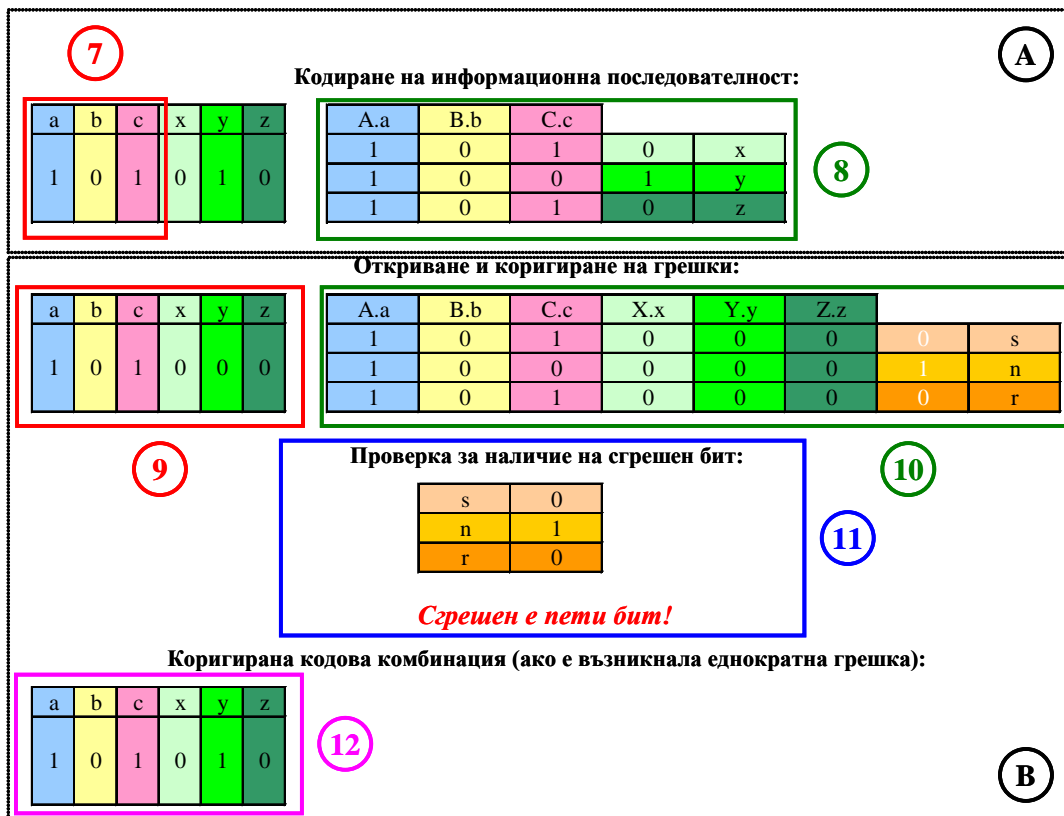 7
A
Кодиране на информационна последователност:
a b c x y z
1 0 1 0 1 0
A.a B.b C.c
1 0 1 0 x
1 0 0 1 y
1 0 1 0 z
8
Откриване и коригиране на грешки:
a b c x y z
1 0 1 0 0 0
A.a B.b C.c X.x Y.y Z.z
1 0 1 0 0 0 0 s
1 0 0 0 0 0 1 n
1 0 1 0 0 0 0 r
9
10
Проверка за наличие на сгрешен бит:
s 0
n 1
r 0
11
Сгрешен е пети бит!
Коригирана кодова комбинация (ако е възникнала еднократна грешка):
a b c x y z
1 0 1 0 1 0
12
B